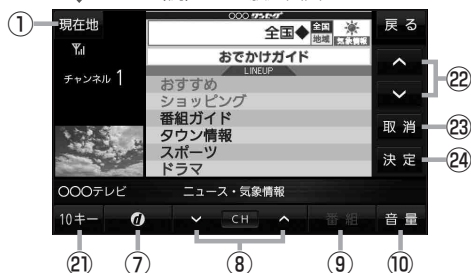 ① 現在地
○○○ ワンセグ
戻る
全国◆ 全国 地域 気象情報
おでかけガイド
チャンネル 1
LINEUP
おすすめ
ショッピング
番組ガイド
タウン情報
スポーツ
ドラマ
㉒
取消 ㉓
決定 ㉔
○○○テレビ ニュース・気象情報
10キー d CH 番組 音量
㉑ ⑦ ⑧ ⑨ ⑩